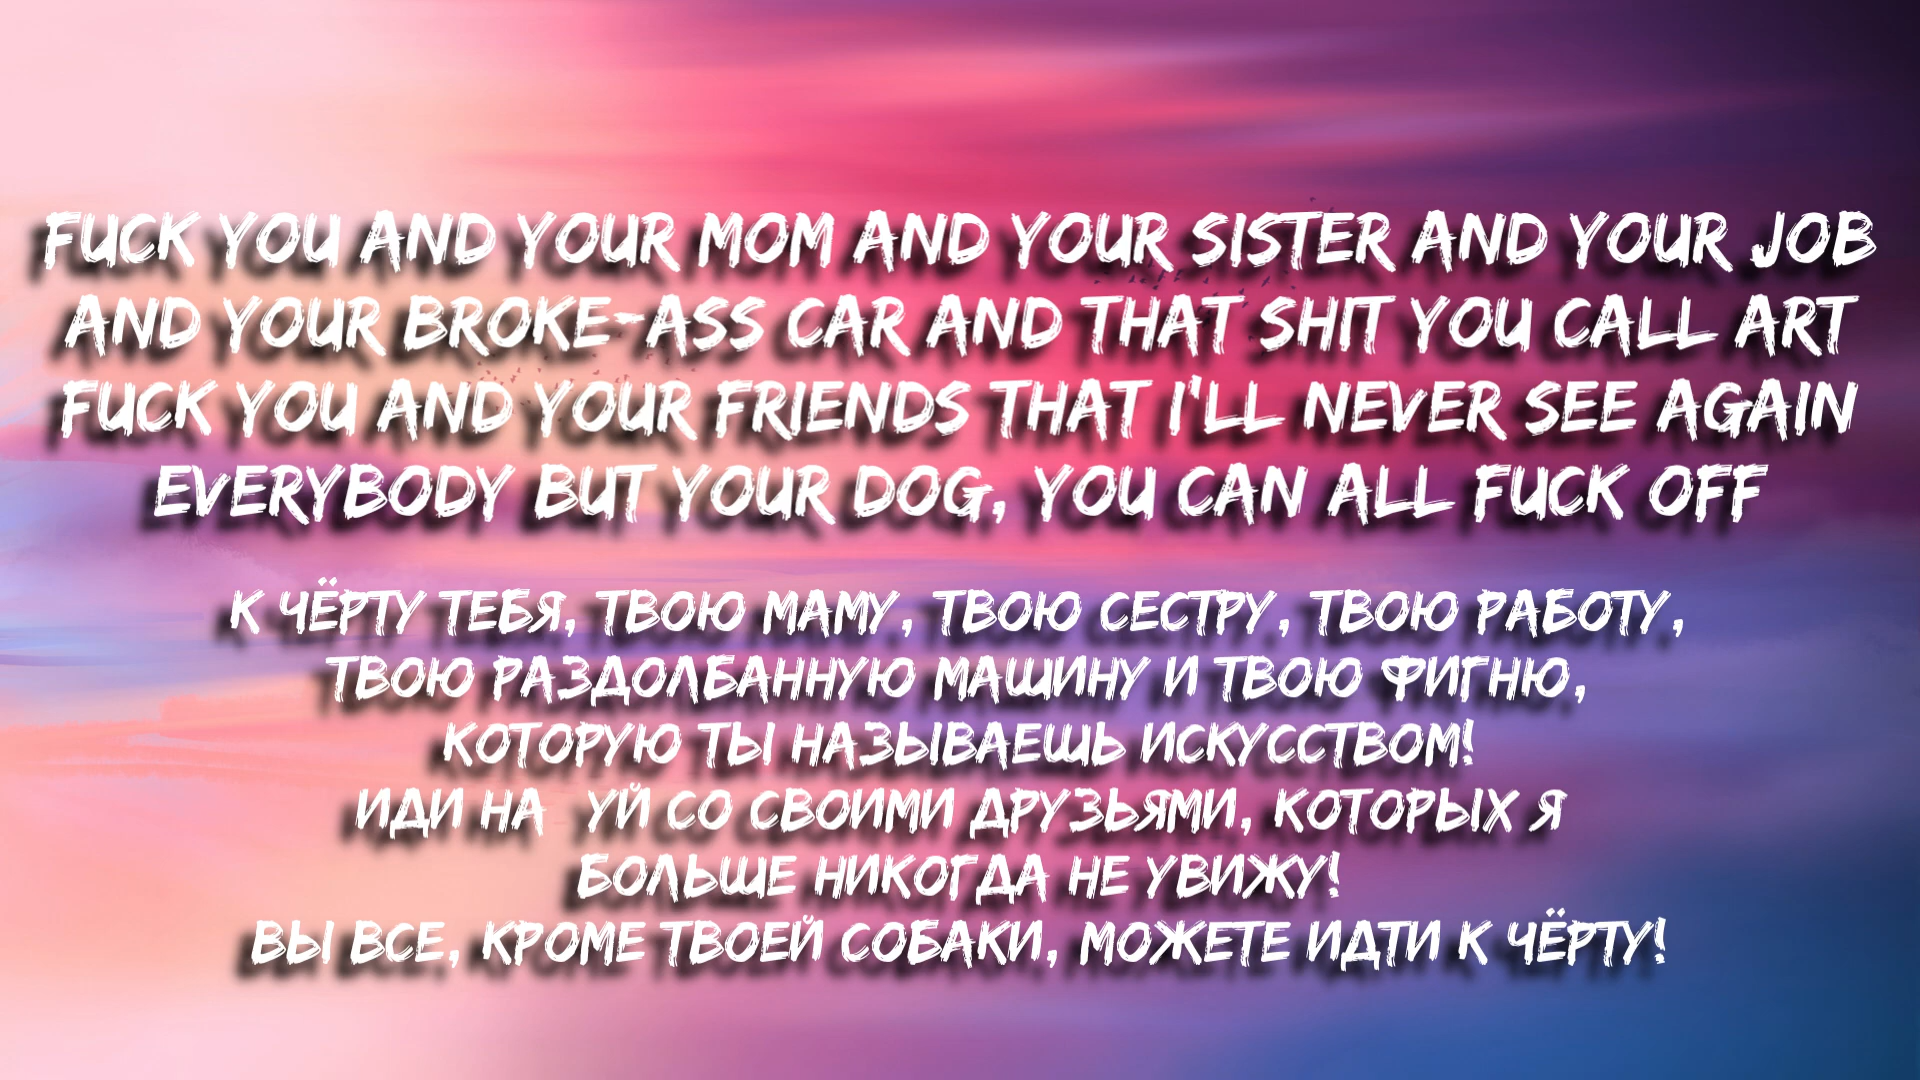 FUCK YOU AND YOUR MOM AND YOUR SISTER AND YOUR JOB
AND YOUR BROKE-ASS CAR AND THAT SHIT YOU CALL ART
FUCK YOU AND YOUR FRIENDS THAT I'LL NEVER SEE AGAIN
EVERYBODY BUT YOUR DOG, YOU CAN ALL FUCK OFF
К ЧЁРТУ ТЕБЯ, ТВОЮ МАМУ, ТВОЮ СЕСТРУ, ТВОЮ РАБОТУ,
ТВОЮ РАЗДОЛБАННУЮ МАШИНУ И ТВОЮ ФИГНЮ,
КОТОРУЮ ТЫ НАЗЫВАЕШЬ ИСКУССТВОМ!
ИДИ НА  УЙ СО СВОИМИ ДРУЗЬЯМИ, КОТОРЫХ Я
БОЛЬШЕ НИКОГДА НЕ УВИЖУ!
ВЫ ВСЕ, КРОМЕ ТВОЕЙ СОБАКИ, МОЖЕТЕ ИДТИ К ЧЁРТУ!